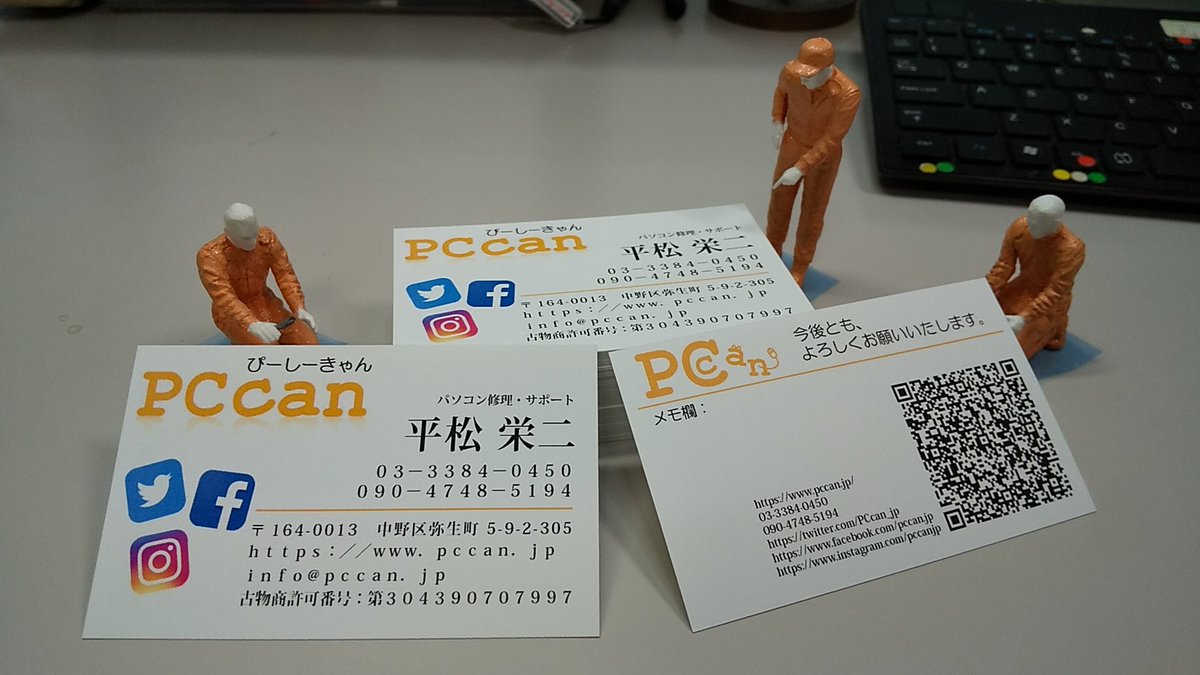 ぴーしーきゃん
PCcan
パソコン修理・サポート
平松 栄二
03-3384-0450
090-4748-5194
〒164-0013 中野区弥生町 5-9-2-305
https://www.pccan.jp
info@pccan.jp
古物商許可番号：第304390707997
ぴーしーきゃん
PCcan
パソコン修理・サポート
平松 栄二
03-3384-0450
090-4748-5194
〒164-0013 中野区弥生町 5-9-2-305
https://www.pccan.jp
info@pccan.jp
古物商許可番号：第304390707997
PCcan
今後とも、
よろしくお願いいたします。
メモ欄：
https://www.pccan.jp/
03-3384-0450
090-4748-5194
https://twitter.com/PCcan_jp
https://www.facebook.com/pccanjp
https://www.instagram.com/pccanjp